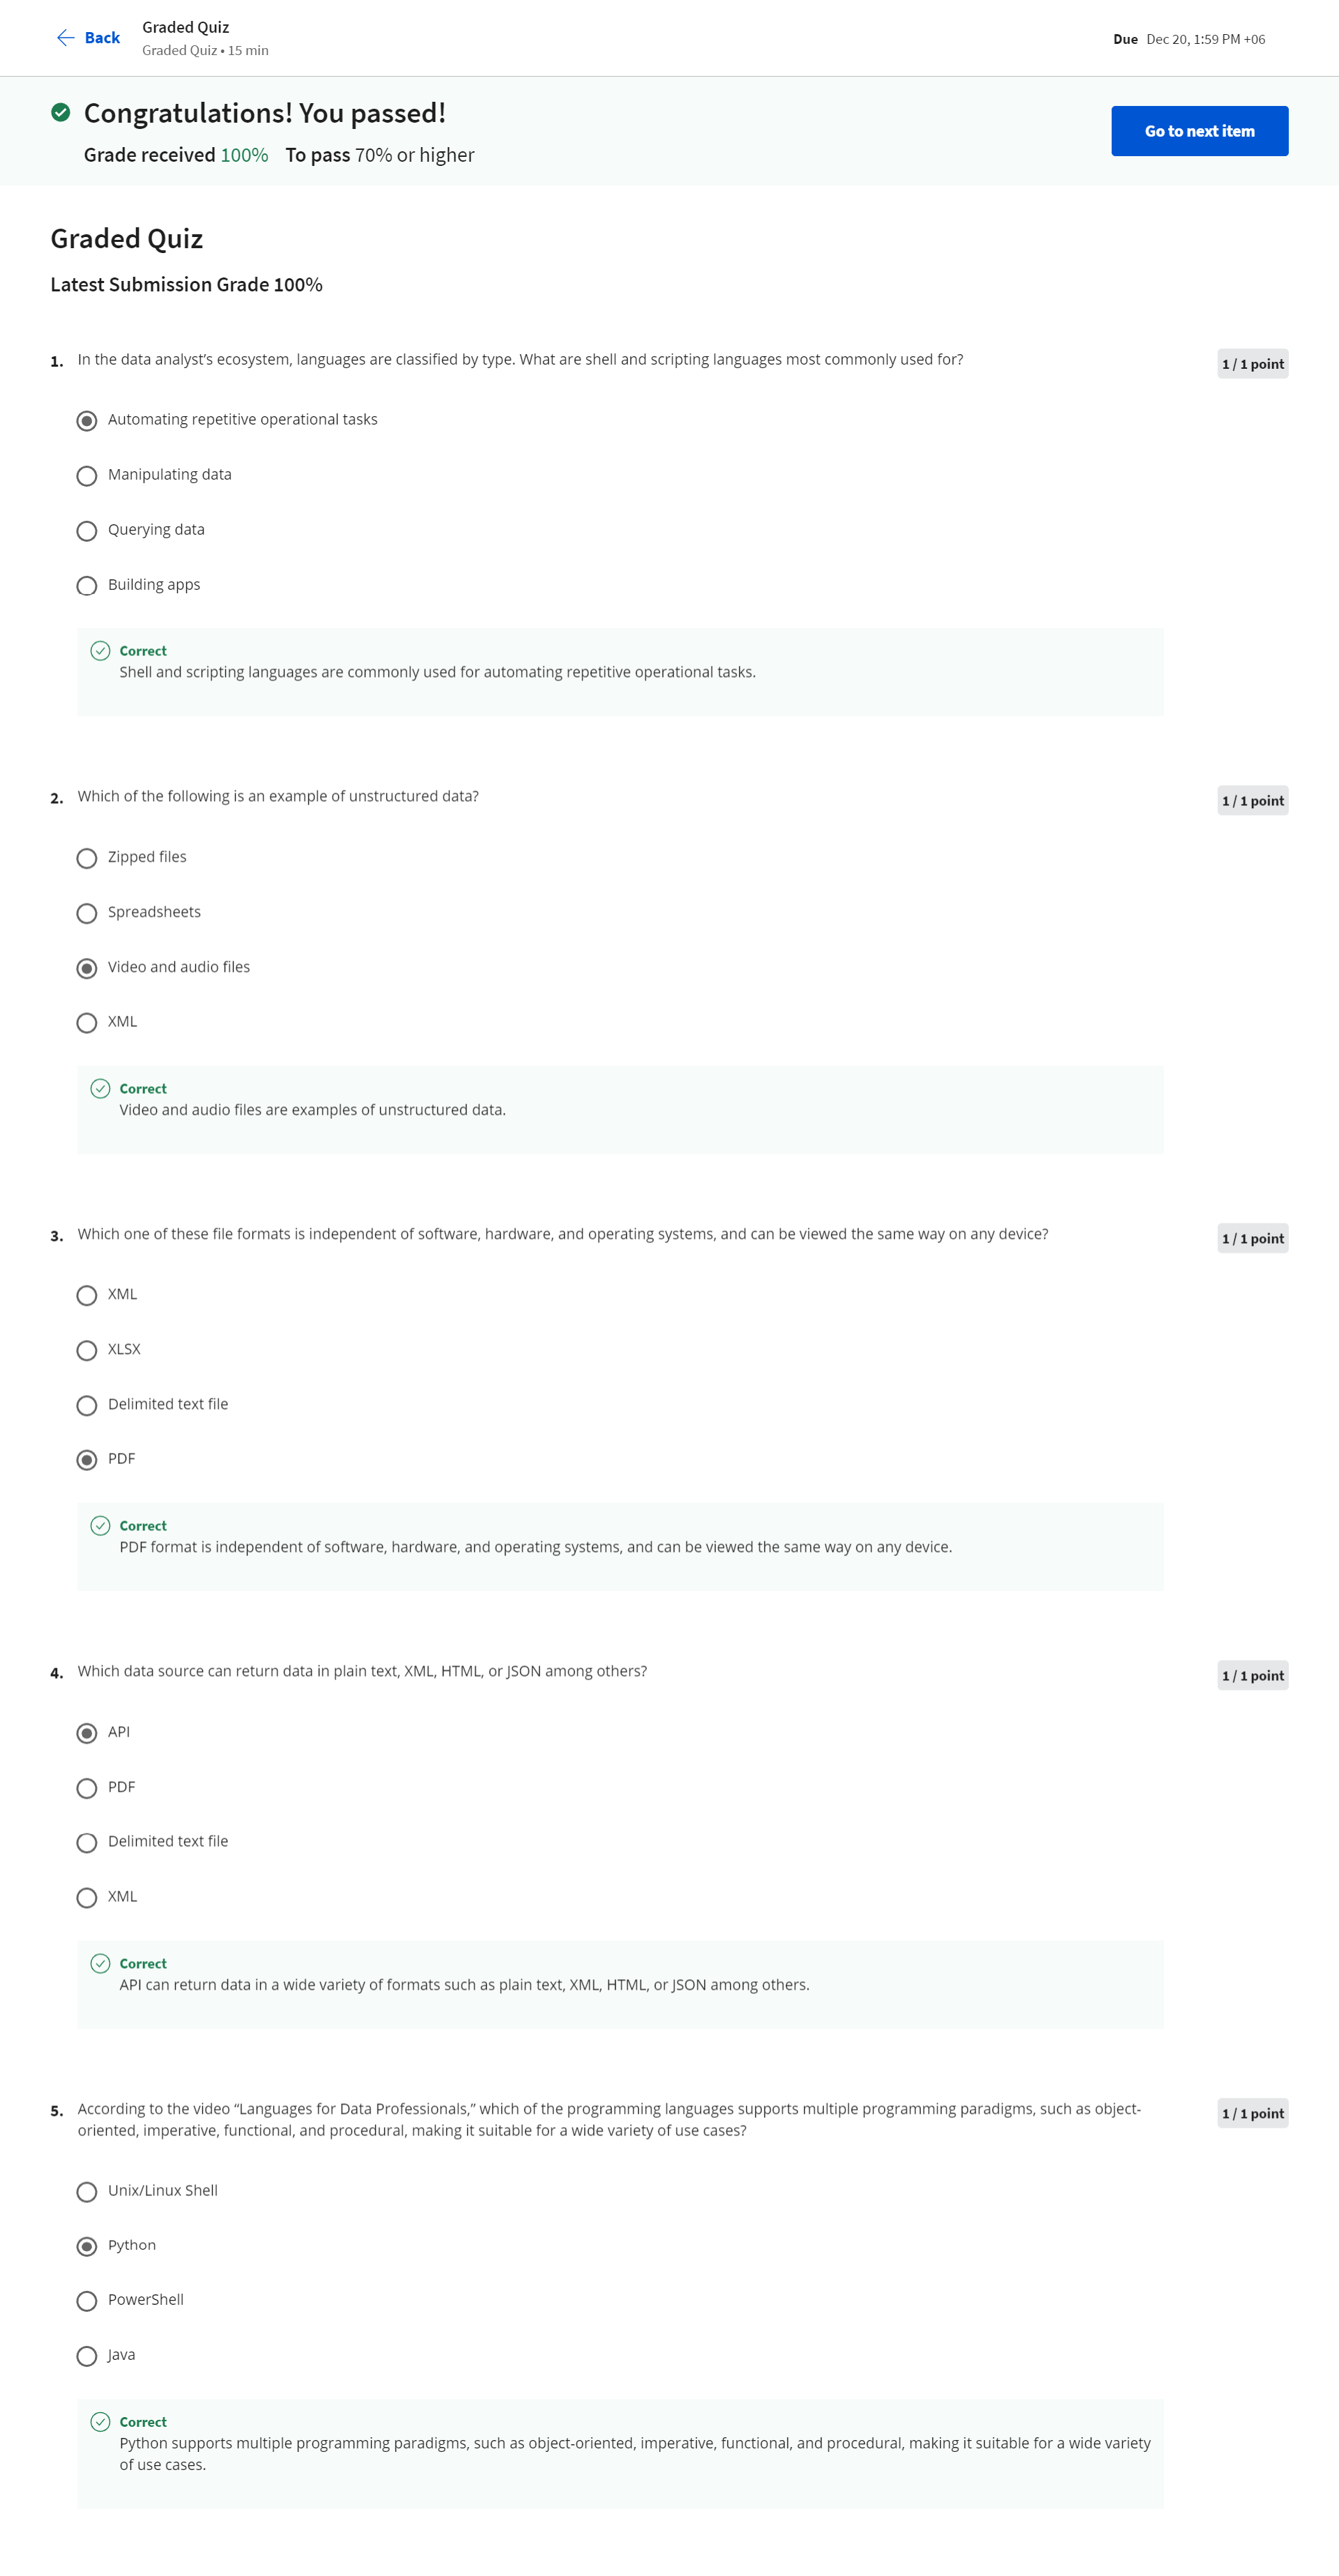 Back
Graded Quiz
Graded Quiz • 15 min
Due Dec 20, 1:59 PM +06
Congratulations! You passed!
Grade received 100% To pass 70% or higher
Go to next item
Graded Quiz
Latest Submission Grade 100%
1. In the data analyst’s ecosystem, languages are classified by type. What are shell and scripting languages most commonly used for?
1 / 1 point
Automating repetitive operational tasks
Manipulating data
Querying data
Building apps
Correct
Shell and scripting languages are commonly used for automating repetitive operational tasks.
2. Which of the following is an example of unstructured data?
1 / 1 point
Zipped files
Spreadsheets
Video and audio files
XML
Correct
Video and audio files are examples of unstructured data.
3. Which one of these file formats is independent of software, hardware, and operating systems, and can be viewed the same way on any device?
1 / 1 point
XML
XLSX
Delimited text file
PDF
Correct
PDF format is independent of software, hardware, and operating systems, and can be viewed the same way on any device.
4. Which data source can return data in plain text, XML, HTML, or JSON among others?
1 / 1 point
API
PDF
Delimited text file
XML
Correct
API can return data in a wide variety of formats such as plain text, XML, HTML, or JSON among others.
5. According to the video “Languages for Data Professionals,” which of the programming languages supports multiple programming paradigms, such as object-
oriented, imperative, functional, and procedural, making it suitable for a wide variety of use cases?
1 / 1 point
Unix/Linux Shell
Python
PowerShell
Java
Correct
Python supports multiple programming paradigms, such as object-oriented, imperative, functional, and procedural, making it suitable for a wide variety
of use cases.